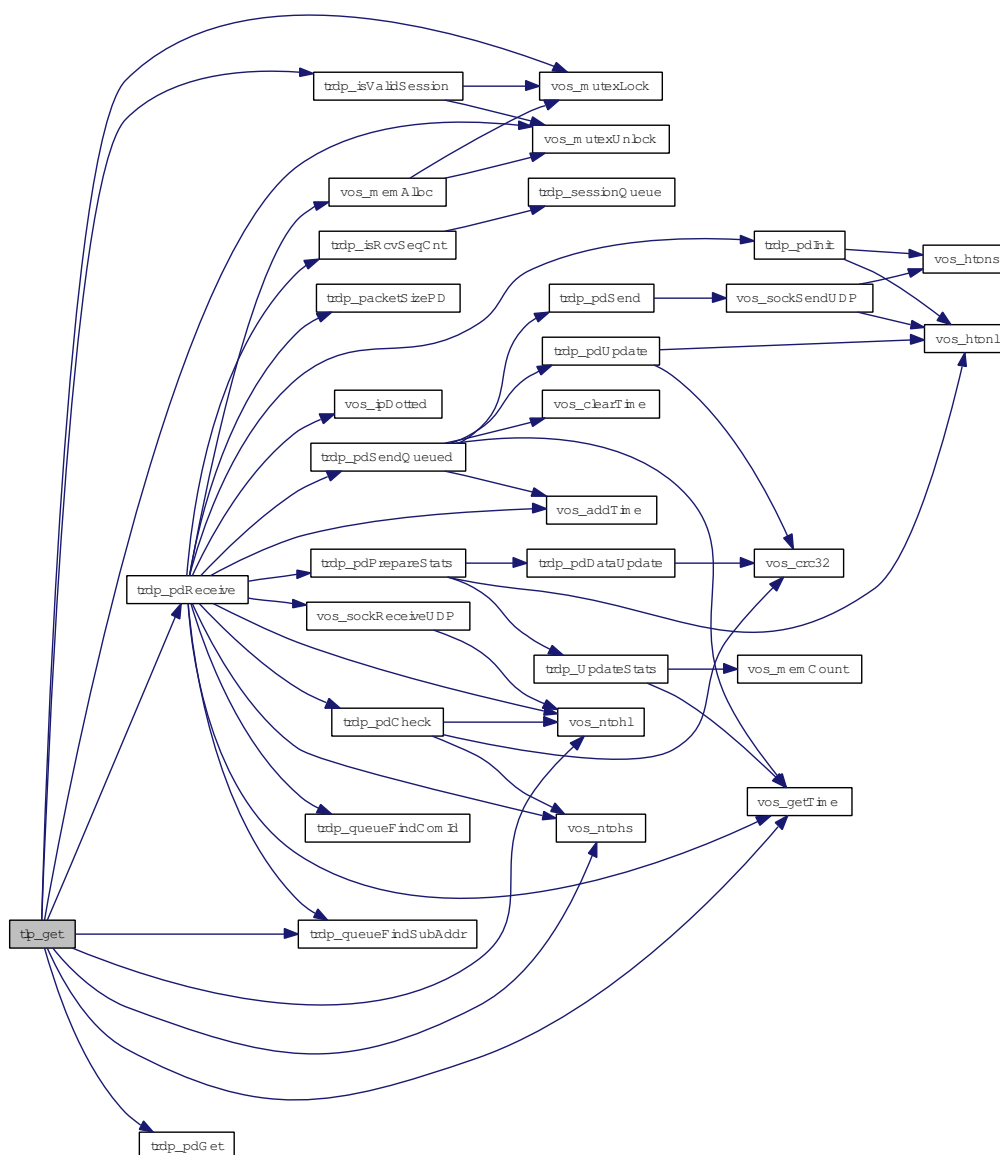 trdp_isValidSession
vos_mutexLock
vos_mutexUnlock
vos_memAlloc
trdp_sessionQueue
trdp_isRcvSeqCnt
trdp_pdInit
vos_htons
trdp_packetSizePD
trdp_pdSend
vos_sockSendUDP
vos_htonl
trdp_pdUpdate
vos_ipDotted
vos_clearTime
trdp_pdSendQueued
vos_addTime
trdp_pdPrepareStats
trdp_pdDataUpdate
vos_crc32
trdp_pdReceive
vos_sockReceiveUDP
trdp_UpdateStats
vos_memCount
trdp_pdCheck
vos_ntohl
vos_getTime
trdp_queueFindComId
vos_ntohs
tlp_get
trdp_queueFindSubAddr
trdp_pdGet